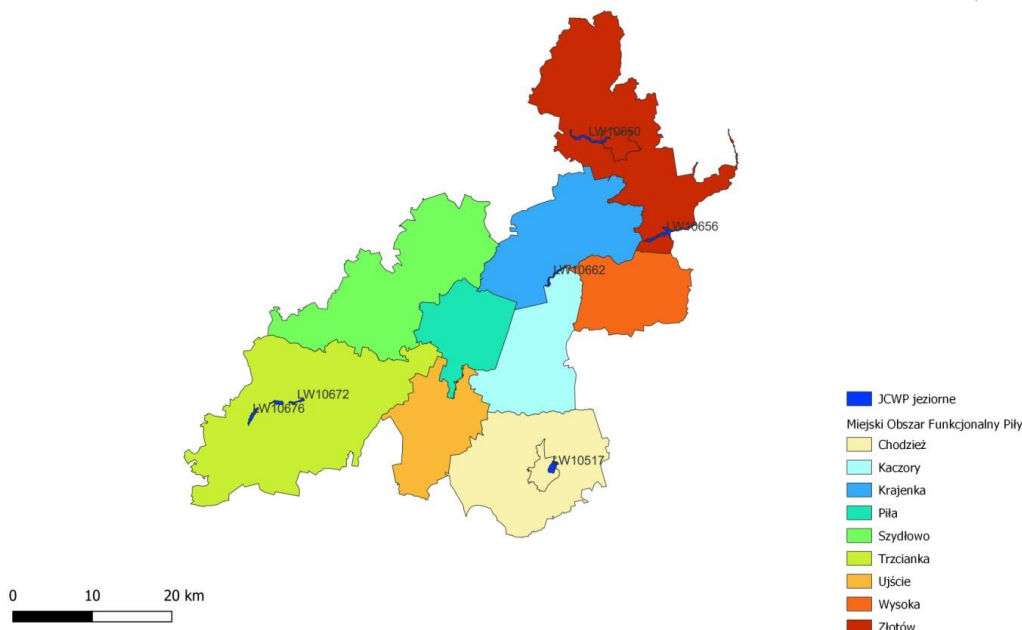 LW10650
LW10656
LW10662
LW10672
LW10676
LW10517
JCWP jeziorne
Miejski Obszar Funkcjonalny Piły
Chodzież
Kaczory
Krajenka
Piła
Szydłowo
Trzcianka
Ujście
Wysoka
Złotów
0 10 20 km